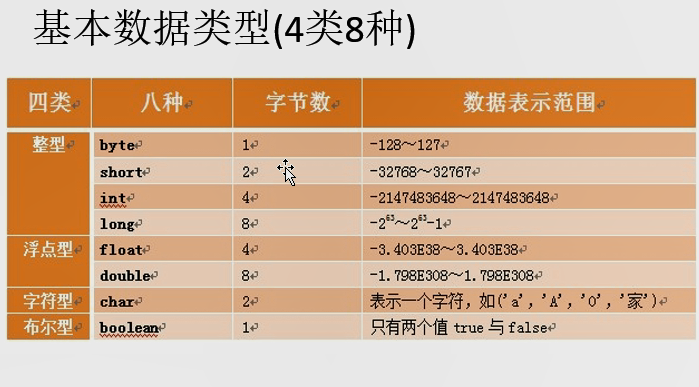 基本数据类型(4类8种)
四类 八种 字节数 数据表示范围
整型 byte 1 -128～127
short 2 -32768～32767
int 4 -2147483648～2147483648
long 8 -2⁶³～2⁶³-1
浮点型 float 4 -3.403E38～3.403E38
double 8 -1.798E308～1.798E308
字符型 char 2 表示一个字符，如('a'，'A'，'0'，'家')
布尔型 boolean 1 只有两个值 true 与 false